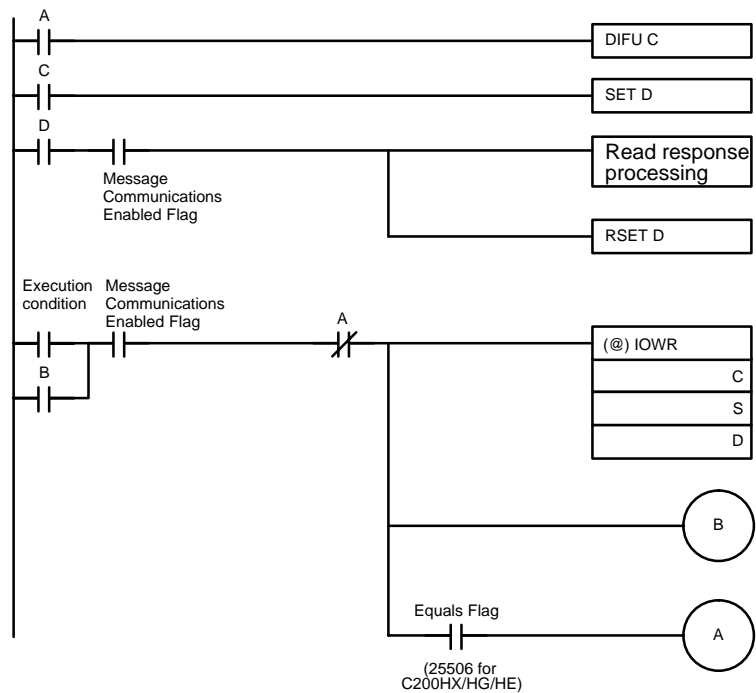 A
DIFU C
C
SET D
D
Message
Communications
Enabled Flag
Read response
processing
RSET D
Execution
condition
Message
Communications
Enabled Flag
A
(@) IOWR
B
C
S
D
B
Equals Flag
A
(25506 for
C200HX/HG/HE)